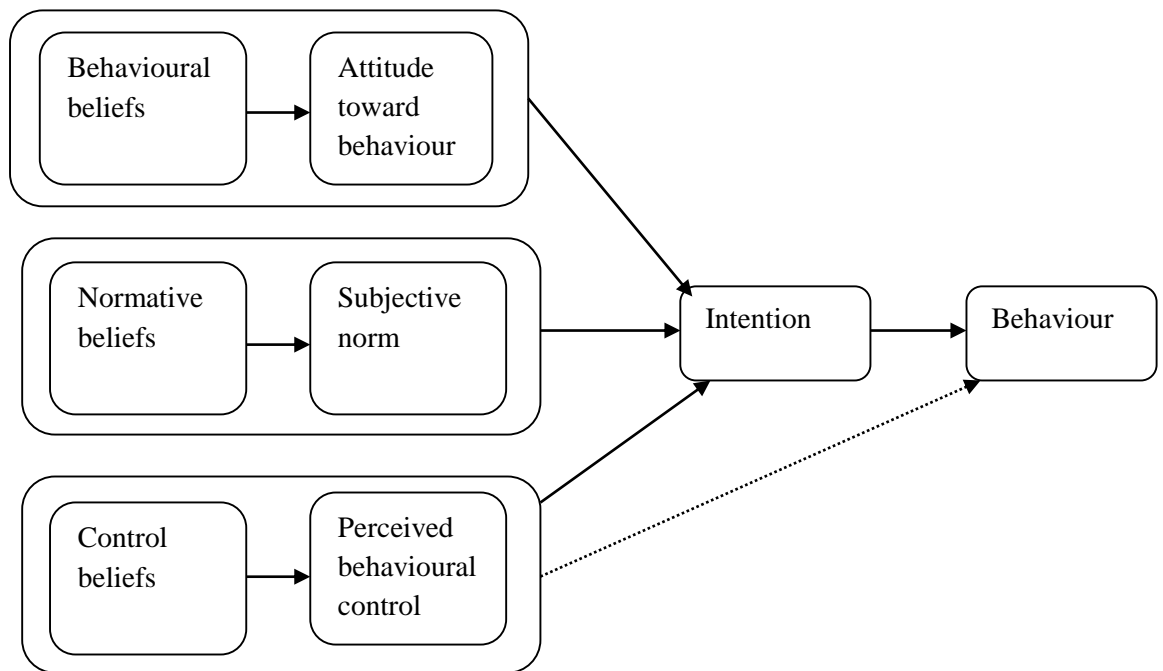 Behavioural
beliefs
Attitude
toward
behaviour
Normative
beliefs
Subjective
norm
Intention
Behaviour
Control
beliefs
Perceived
behavioural
control